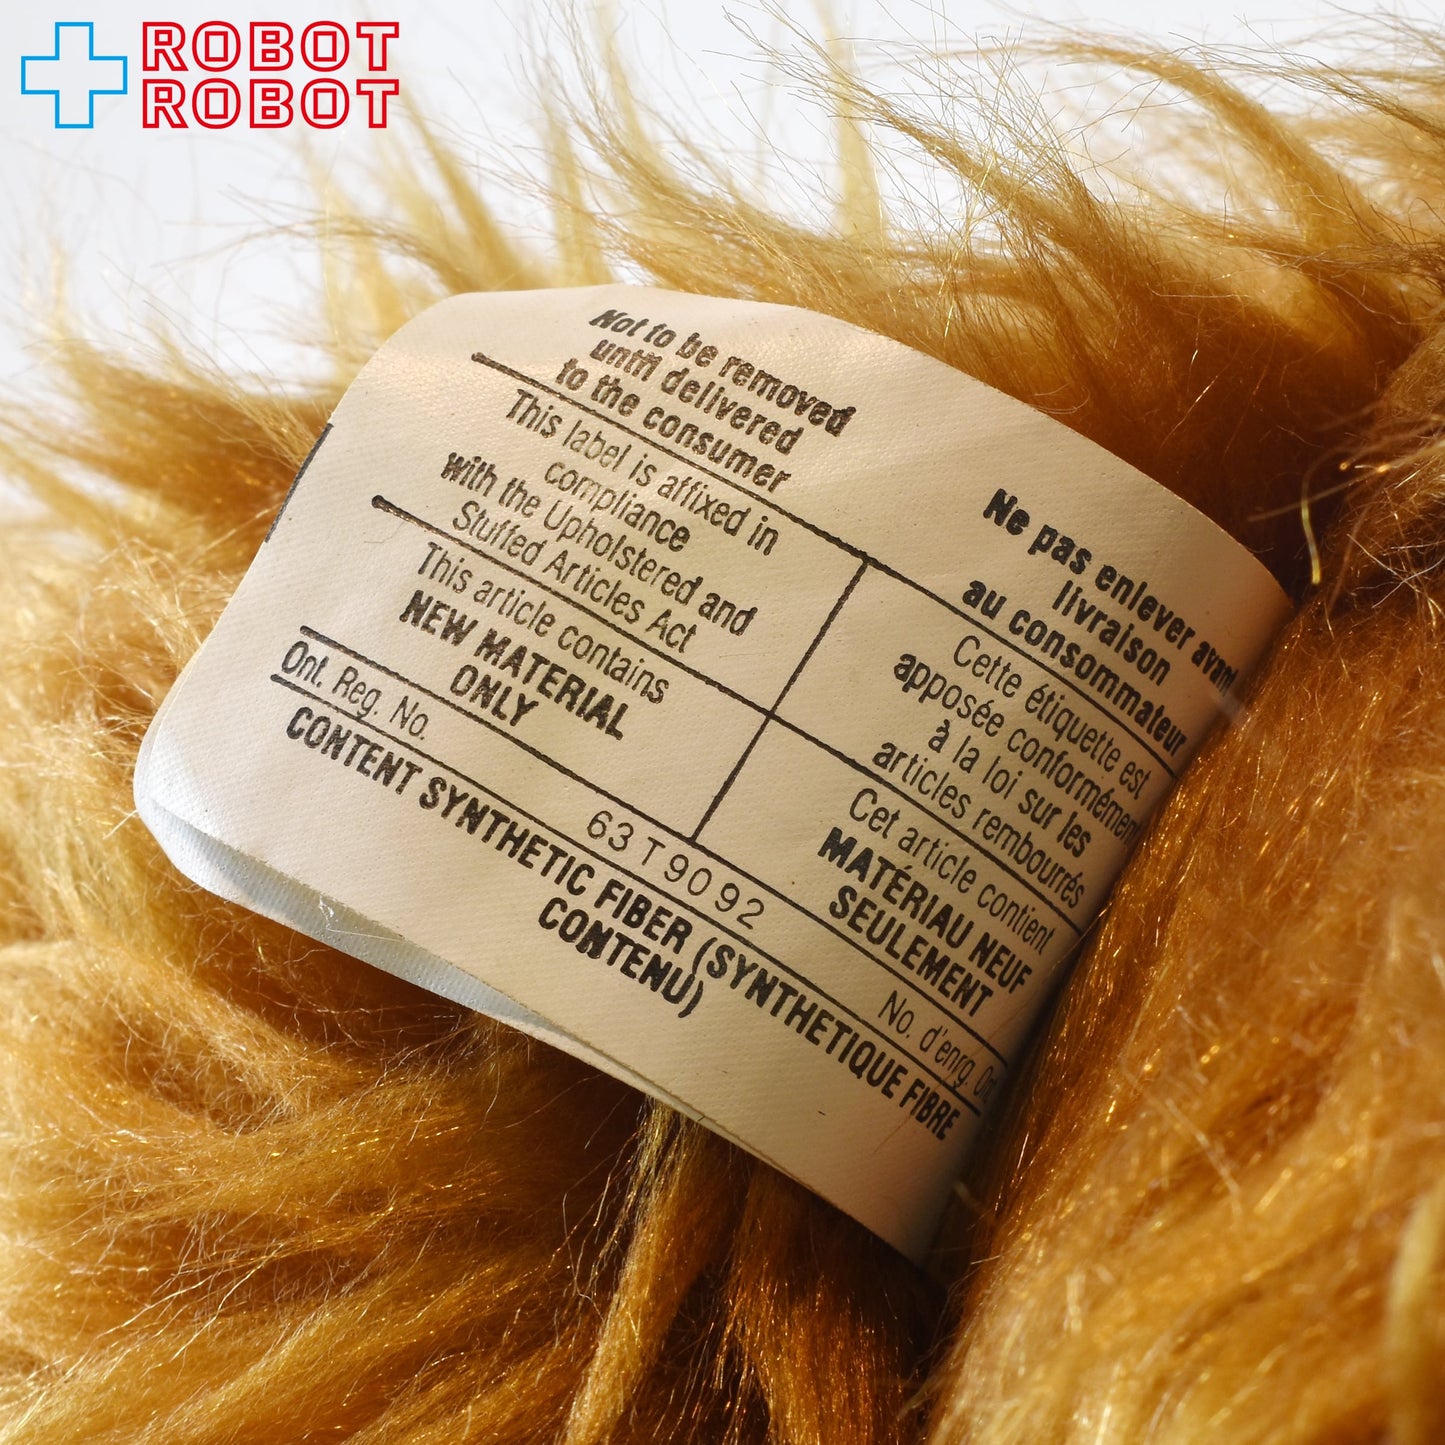 ROBOT
ROBOT
Not to be removed
until delivered
to the consumer
This label is affixed in
compliance
with the Upholstered and
Stuffed Articles Act
This article contains
NEW MATERIAL
ONLY
Ne pas enlever avant
livraison
au consommateur
Cette étiquette est
apposée conformément
à la loi sur les
articles rembourrés
Cet article contient
MATÉRIAU NEUF
SEULEMENT
Ont. Reg. No.
63T9092
No. d'enrg. Ont.
CONTENT SYNTHETIC FIBER (SYNTHETIQUE FIBRE
CONTENU)